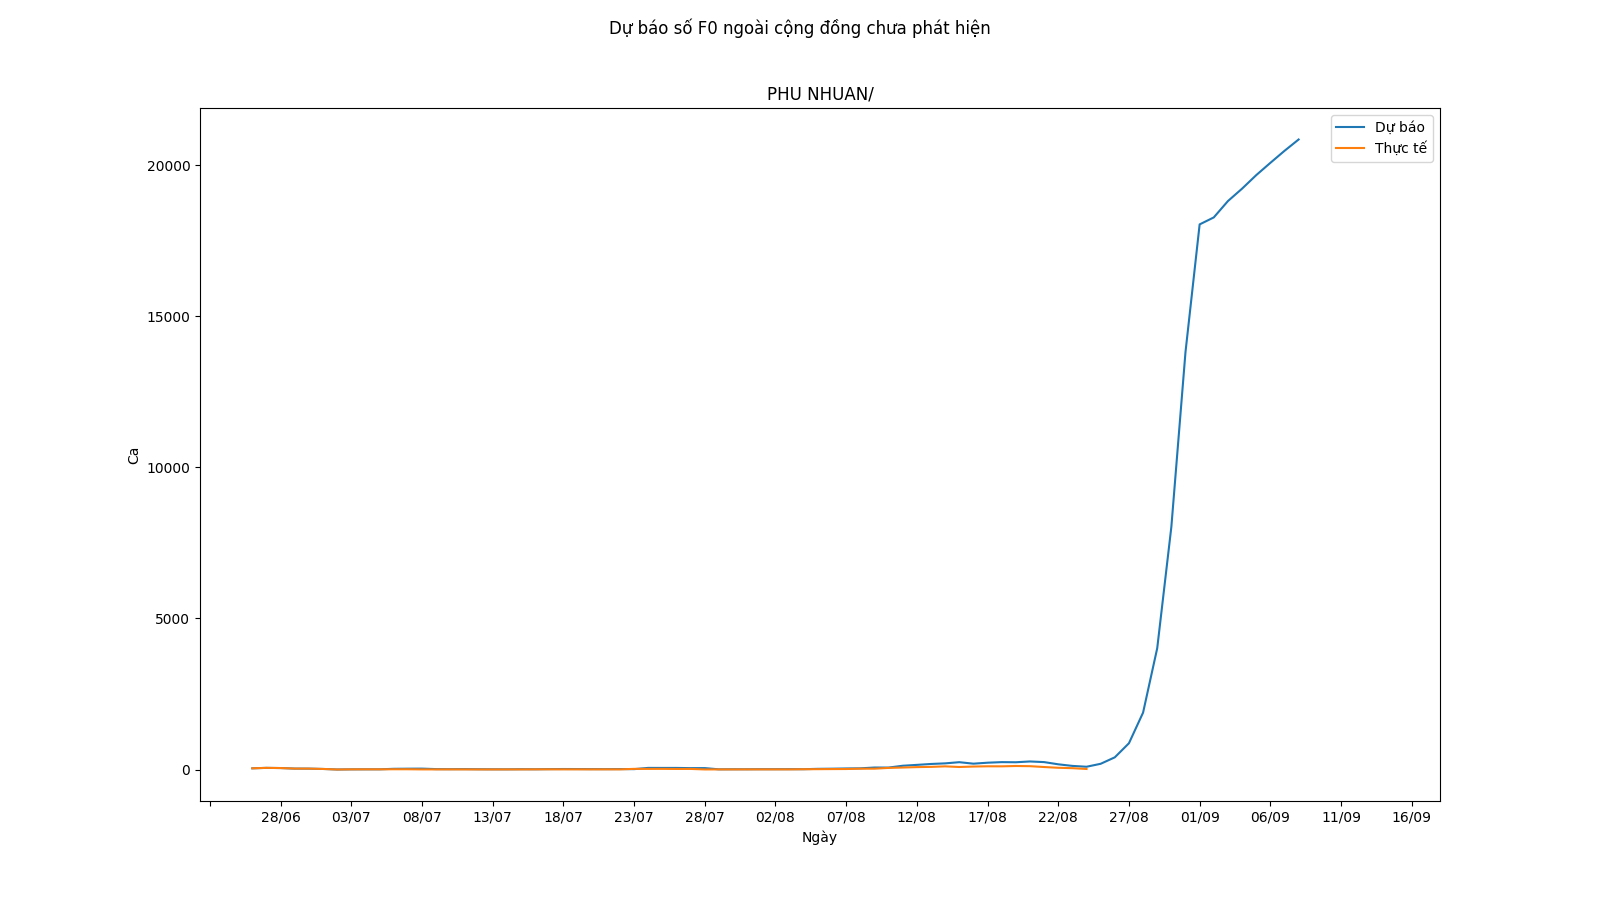 Dự báo số F0 ngoài cộng đồng chưa phát hiện
PHU NHUAN/
Dự báo
Thực tế
20000
15000
10000
5000
0
Ca
28/06 03/07 08/07 13/07 18/07 23/07 28/07 02/08 07/08 12/08 17/08 22/08 27/08 01/09 06/09 11/09 16/09
Ngày